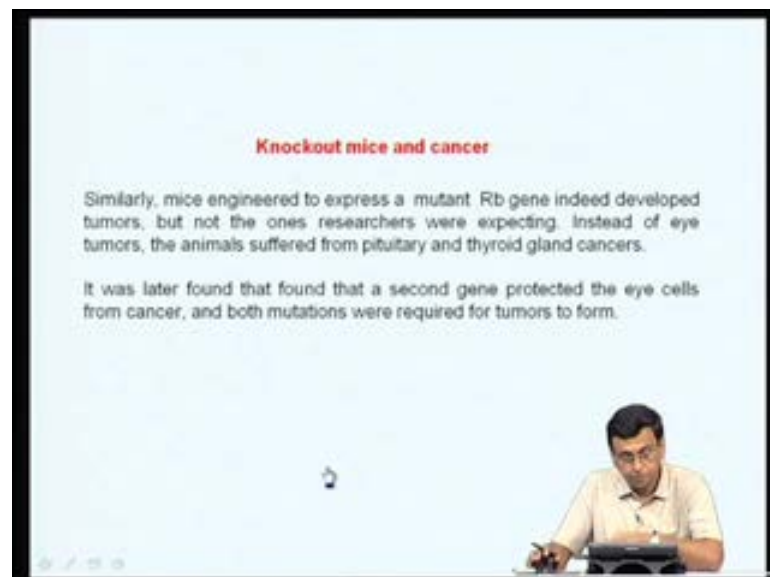 Knockout mice and cancer
Similarly, mice engineered to express a mutant Rb gene indeed developed
tumors, but not the ones researchers were expecting. Instead of eye
tumors, the animals suffered from pituitary and thyroid gland cancers.
It was later found that found that a second gene protected the eye cells
from cancer, and both mutations were required for tumors to form.